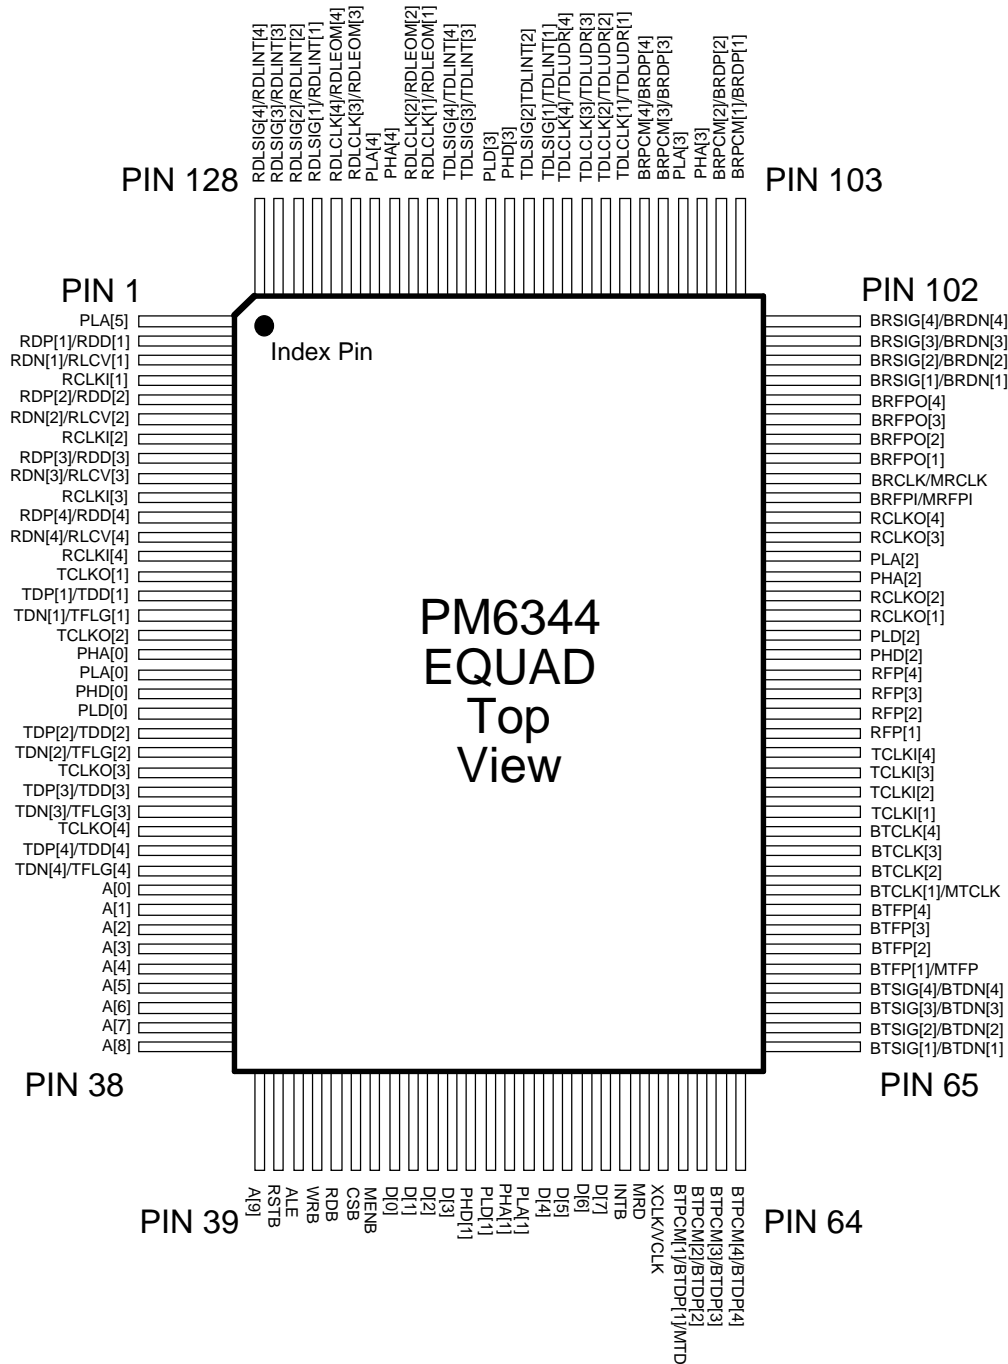 RDLSIG[4]/RDLINT[4]
RDLSIG[3]/RDLINT[3]
RDLSIG[2]/RDLINT[2]
RDLSIG[1]/RDLINT[1]
RDLCLK[4]/RDLEOM[4]
RDLCLK[3]/RDLEOM[3]
PLA[4]
PHA[4]
RDLCLK[2]/RDLEOM[2]
RDLCLK[1]/RDLEOM[1]
TDLSIG[4]/TDLINT[4]
TDLSIG[3]/TDLINT[3]
PLD[3]
PHD[3]
TDLSIG[2]TDLINT[2]
TDLSIG[1]/TDLINT[1]
TDLCLK[4]/TDLUDR[4]
TDLCLK[3]/TDLUDR[3]
TDLCLK[2]/TDLUDR[2]
TDLCLK[1]/TDLUDR[1]
BRPCM[4]/BRDP[4]
BRPCM[3]/BRDP[3]
PLA[3]
PHA[3]
BRPCM[2]/BRDP[2]
BRPCM[1]/BRDP[1]
PIN 128
PIN 103
PIN 1
PIN 102
PLA[5]
RDP[1]/RDD[1]
RDN[1]/RLCV[1]
RCLKI[1]
RDP[2]/RDD[2]
RDN[2]/RLCV[2]
RCLKI[2]
RDP[3]/RDD[3]
RDN[3]/RLCV[3]
RCLKI[3]
RDP[4]/RDD[4]
RDN[4]/RLCV[4]
RCLKI[4]
TCLKO[1]
TDP[1]/TDD[1]
TDN[1]/TFLG[1]
TCLKO[2]
PHA[0]
PLA[0]
PHD[0]
PLD[0]
TDP[2]/TDD[2]
TDN[2]/TFLG[2]
TCLKO[3]
TDP[3]/TDD[3]
TDN[3]/TFLG[3]
TCLKO[4]
TDP[4]/TDD[4]
TDN[4]/TFLG[4]
A[0]
A[1]
A[2]
A[3]
A[4]
A[5]
A[6]
A[7]
A[8]
Index Pin
PM6344
EQUAD
Top
View
BRSIG[4]/BRDN[4]
BRSIG[3]/BRDN[3]
BRSIG[2]/BRDN[2]
BRSIG[1]/BRDN[1]
BRFPO[4]
BRFPO[3]
BRFPO[2]
BRFPO[1]
BRCLK/MRCLK
BRFPI/MRFPI
RCLKO[4]
RCLKO[3]
PLA[2]
PHA[2]
RCLKO[2]
RCLKO[1]
PLD[2]
PHD[2]
RFP[4]
RFP[3]
RFP[2]
RFP[1]
TCLKI[4]
TCLKI[3]
TCLKI[2]
TCLKI[1]
BTCLK[4]
BTCLK[3]
BTCLK[2]
BTCLK[1]/MTCLK
BTFP[4]
BTFP[3]
BTFP[2]
BTFP[1]/MTFP
BTSIG[4]/BTDN[4]
BTSIG[3]/BTDN[3]
BTSIG[2]/BTDN[2]
BTSIG[1]/BTDN[1]
PIN 38
PIN 65
PIN 39
PIN 64
A[9]
RSTB
ALE
WRB
RDB
CSB
MENB
D[0]
D[1]
D[2]
D[3]
PHD[1]
PLD[1]
PHA[1]
PLA[1]
D[4]
D[5]
D[6]
D[7]
INTB
MRD
XCLK/VCLK
BTPCM[1]/BTDP[1]/MTD
BTPCM[2]/BTDP[2]
BTPCM[3]/BTDP[3]
BTPCM[4]/BTDP[4]